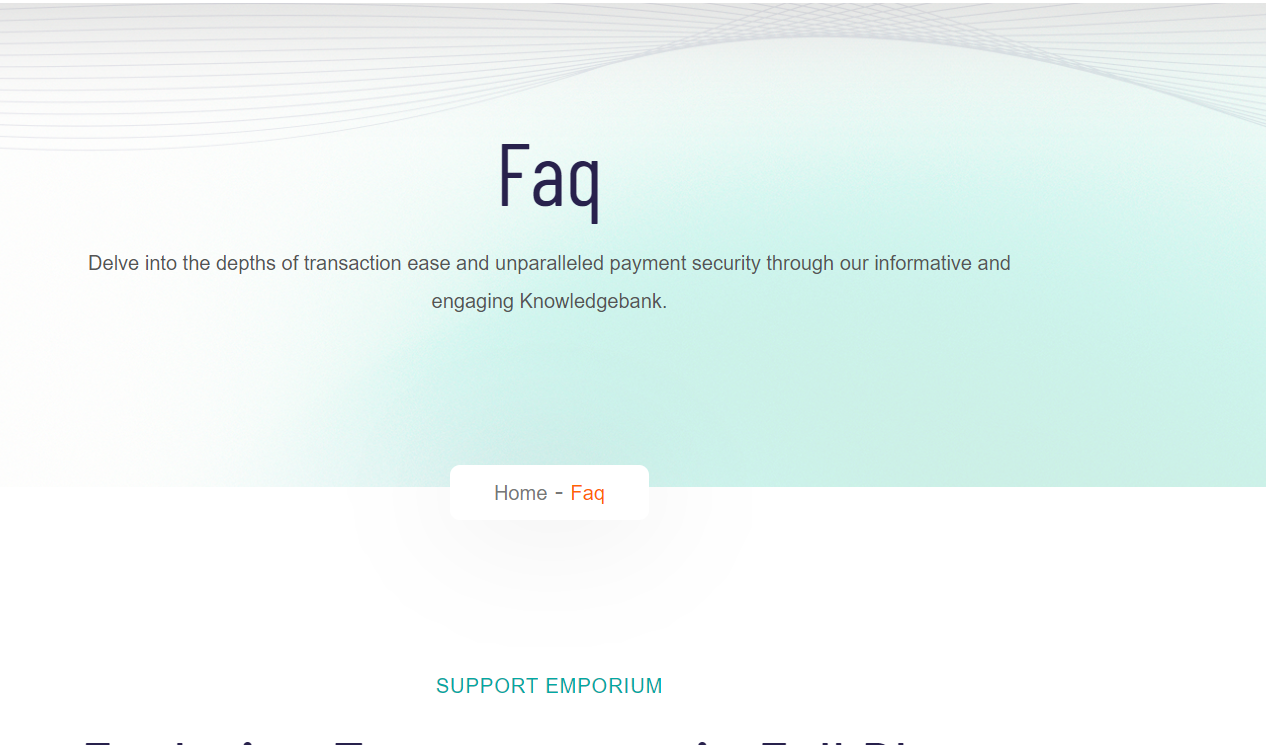 Faq
Delve into the depths of transaction ease and unparalleled payment security through our informative and
engaging Knowledgebank.
Home - Faq
SUPPORT EMPORIUM